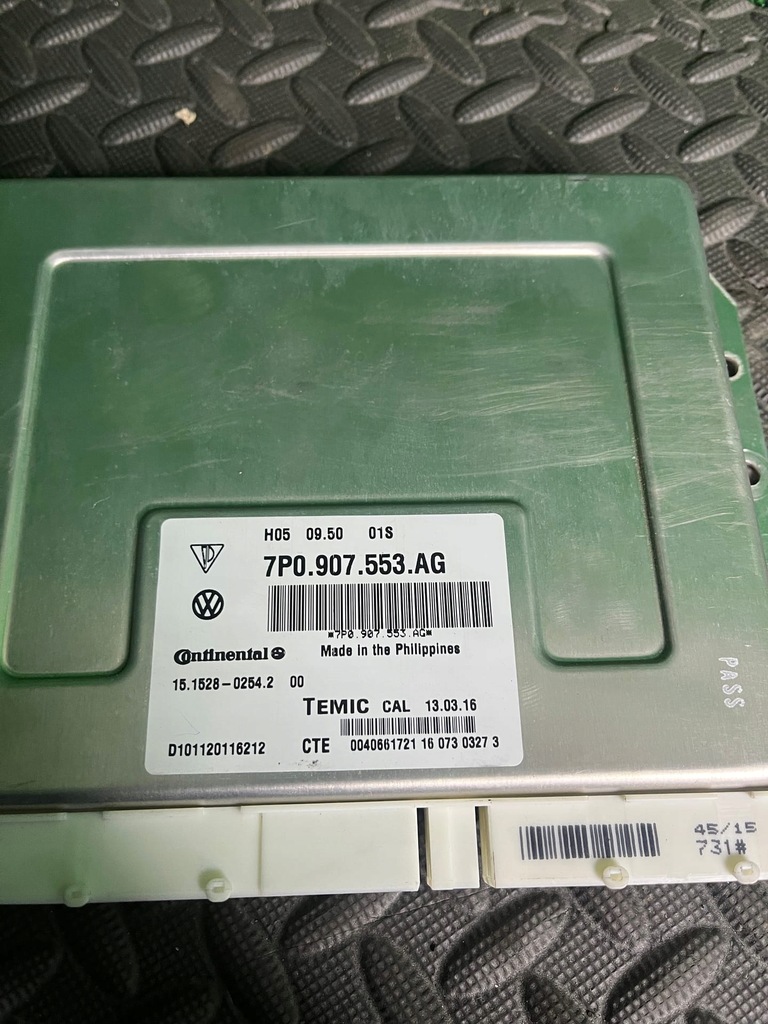 H05 09.50 01S
7P0.907.553.AG
*7P0.907.553.AG*
Continental
Made in the Philippines
15.1528-0254.2 00
TEMIC CAL 13.03.16
D101120116212 CTE 0040661721 16 073 0327 3
PASS
45/15
731#